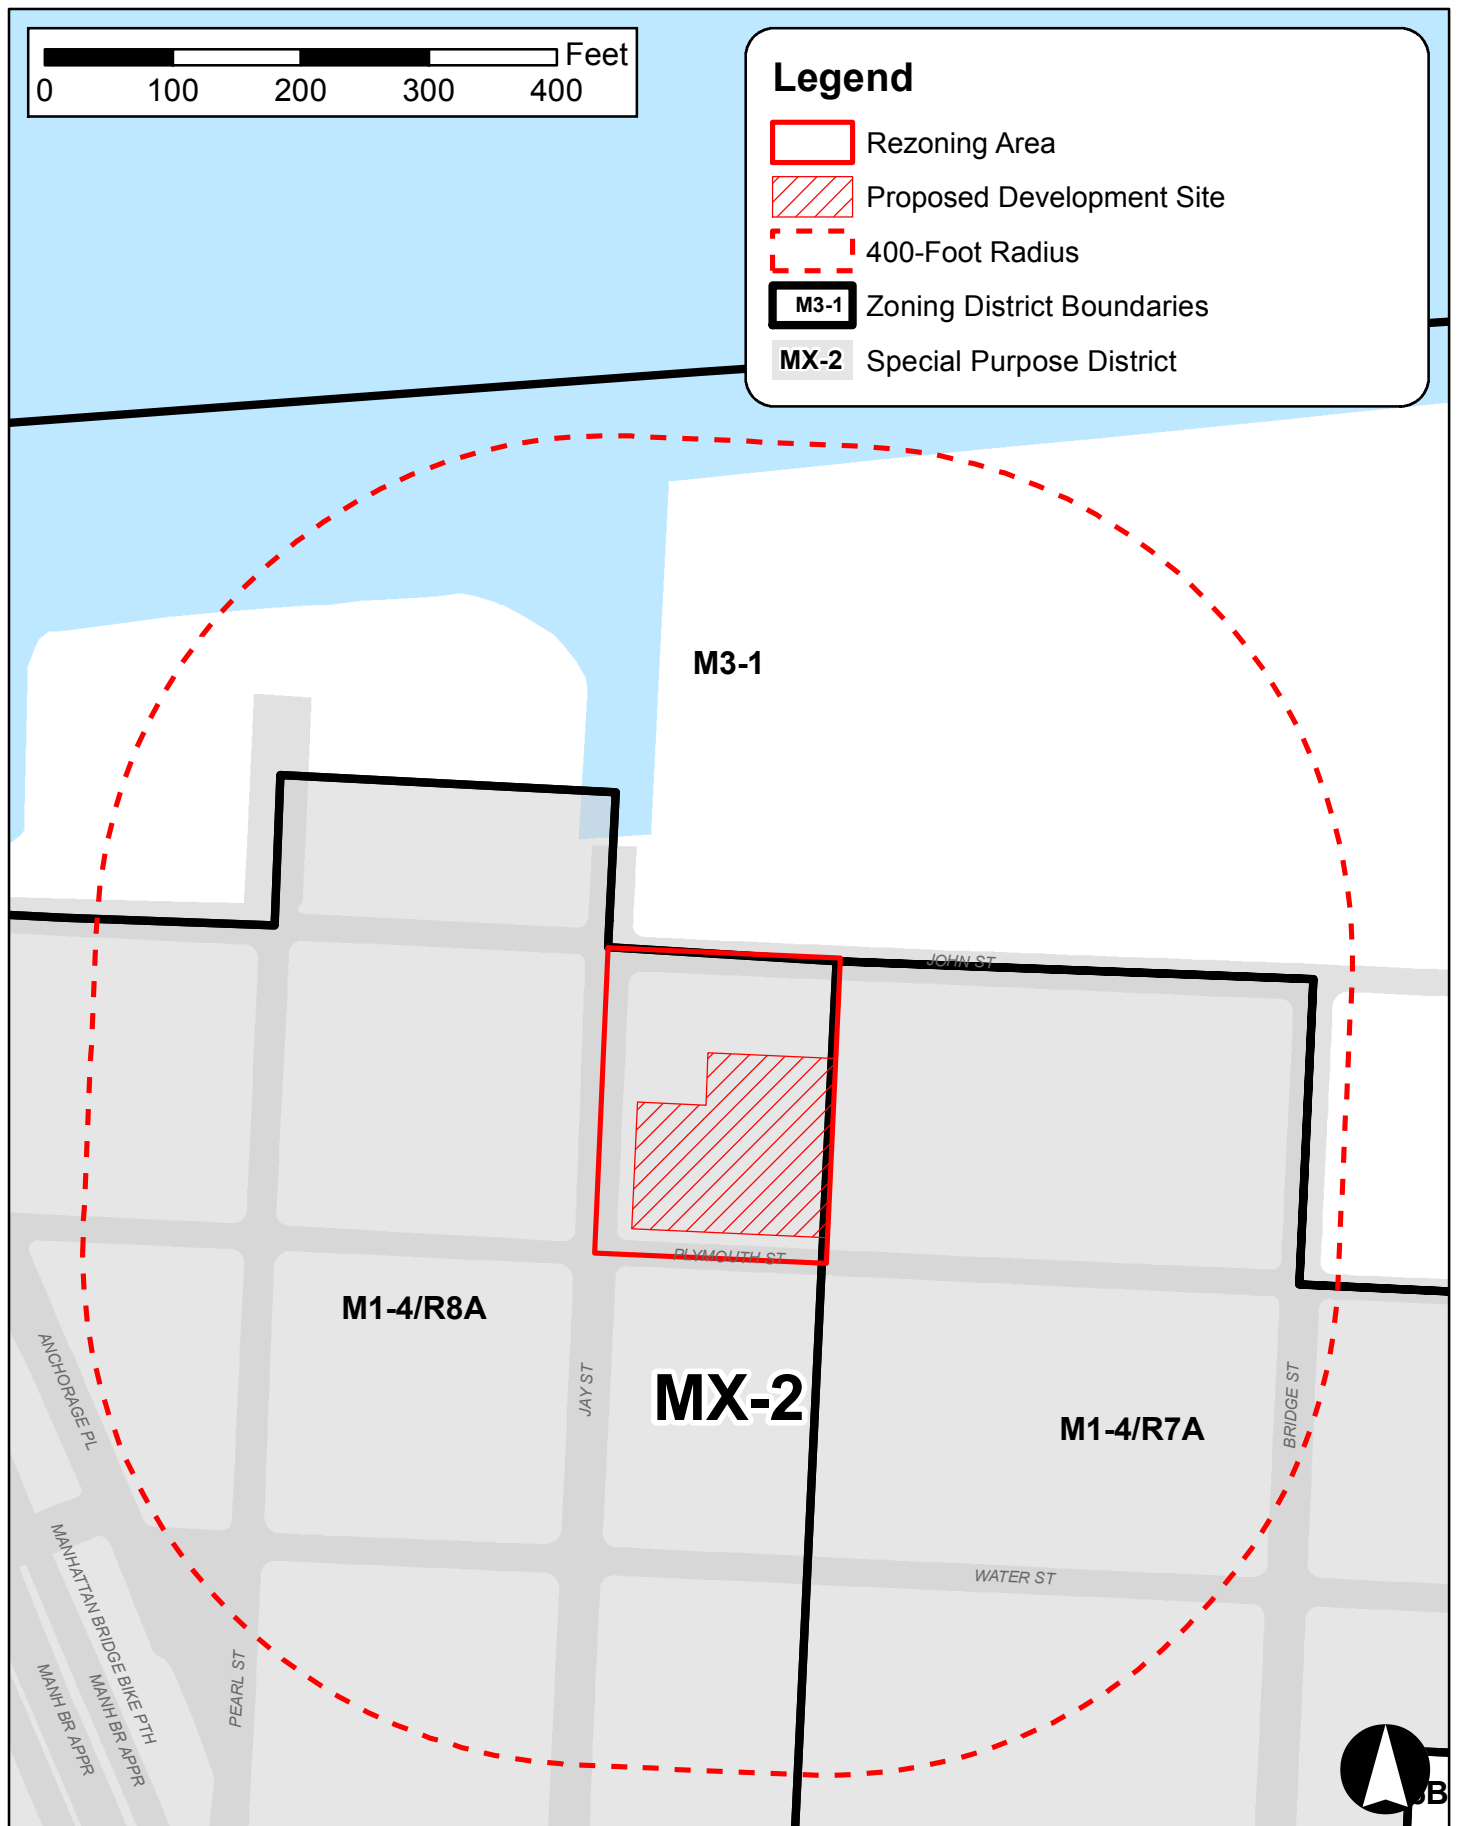 Feet
0 100 200 300 400
Legend
Rezoning Area
Proposed Development Site
400-Foot Radius
M3-1 Zoning District Boundaries
MX-2 Special Purpose District
M3-1
JOHN ST
PLYMOUTH ST
M1-4/R8A
ANCHORAGE PL
JAY ST
MX-2
M1-4/R7A
BRIDGE ST
WATER ST
MANHATTAN BRIDGE BIKE PTH
MANH BR APPR
MANH BR APPR
PEARL ST